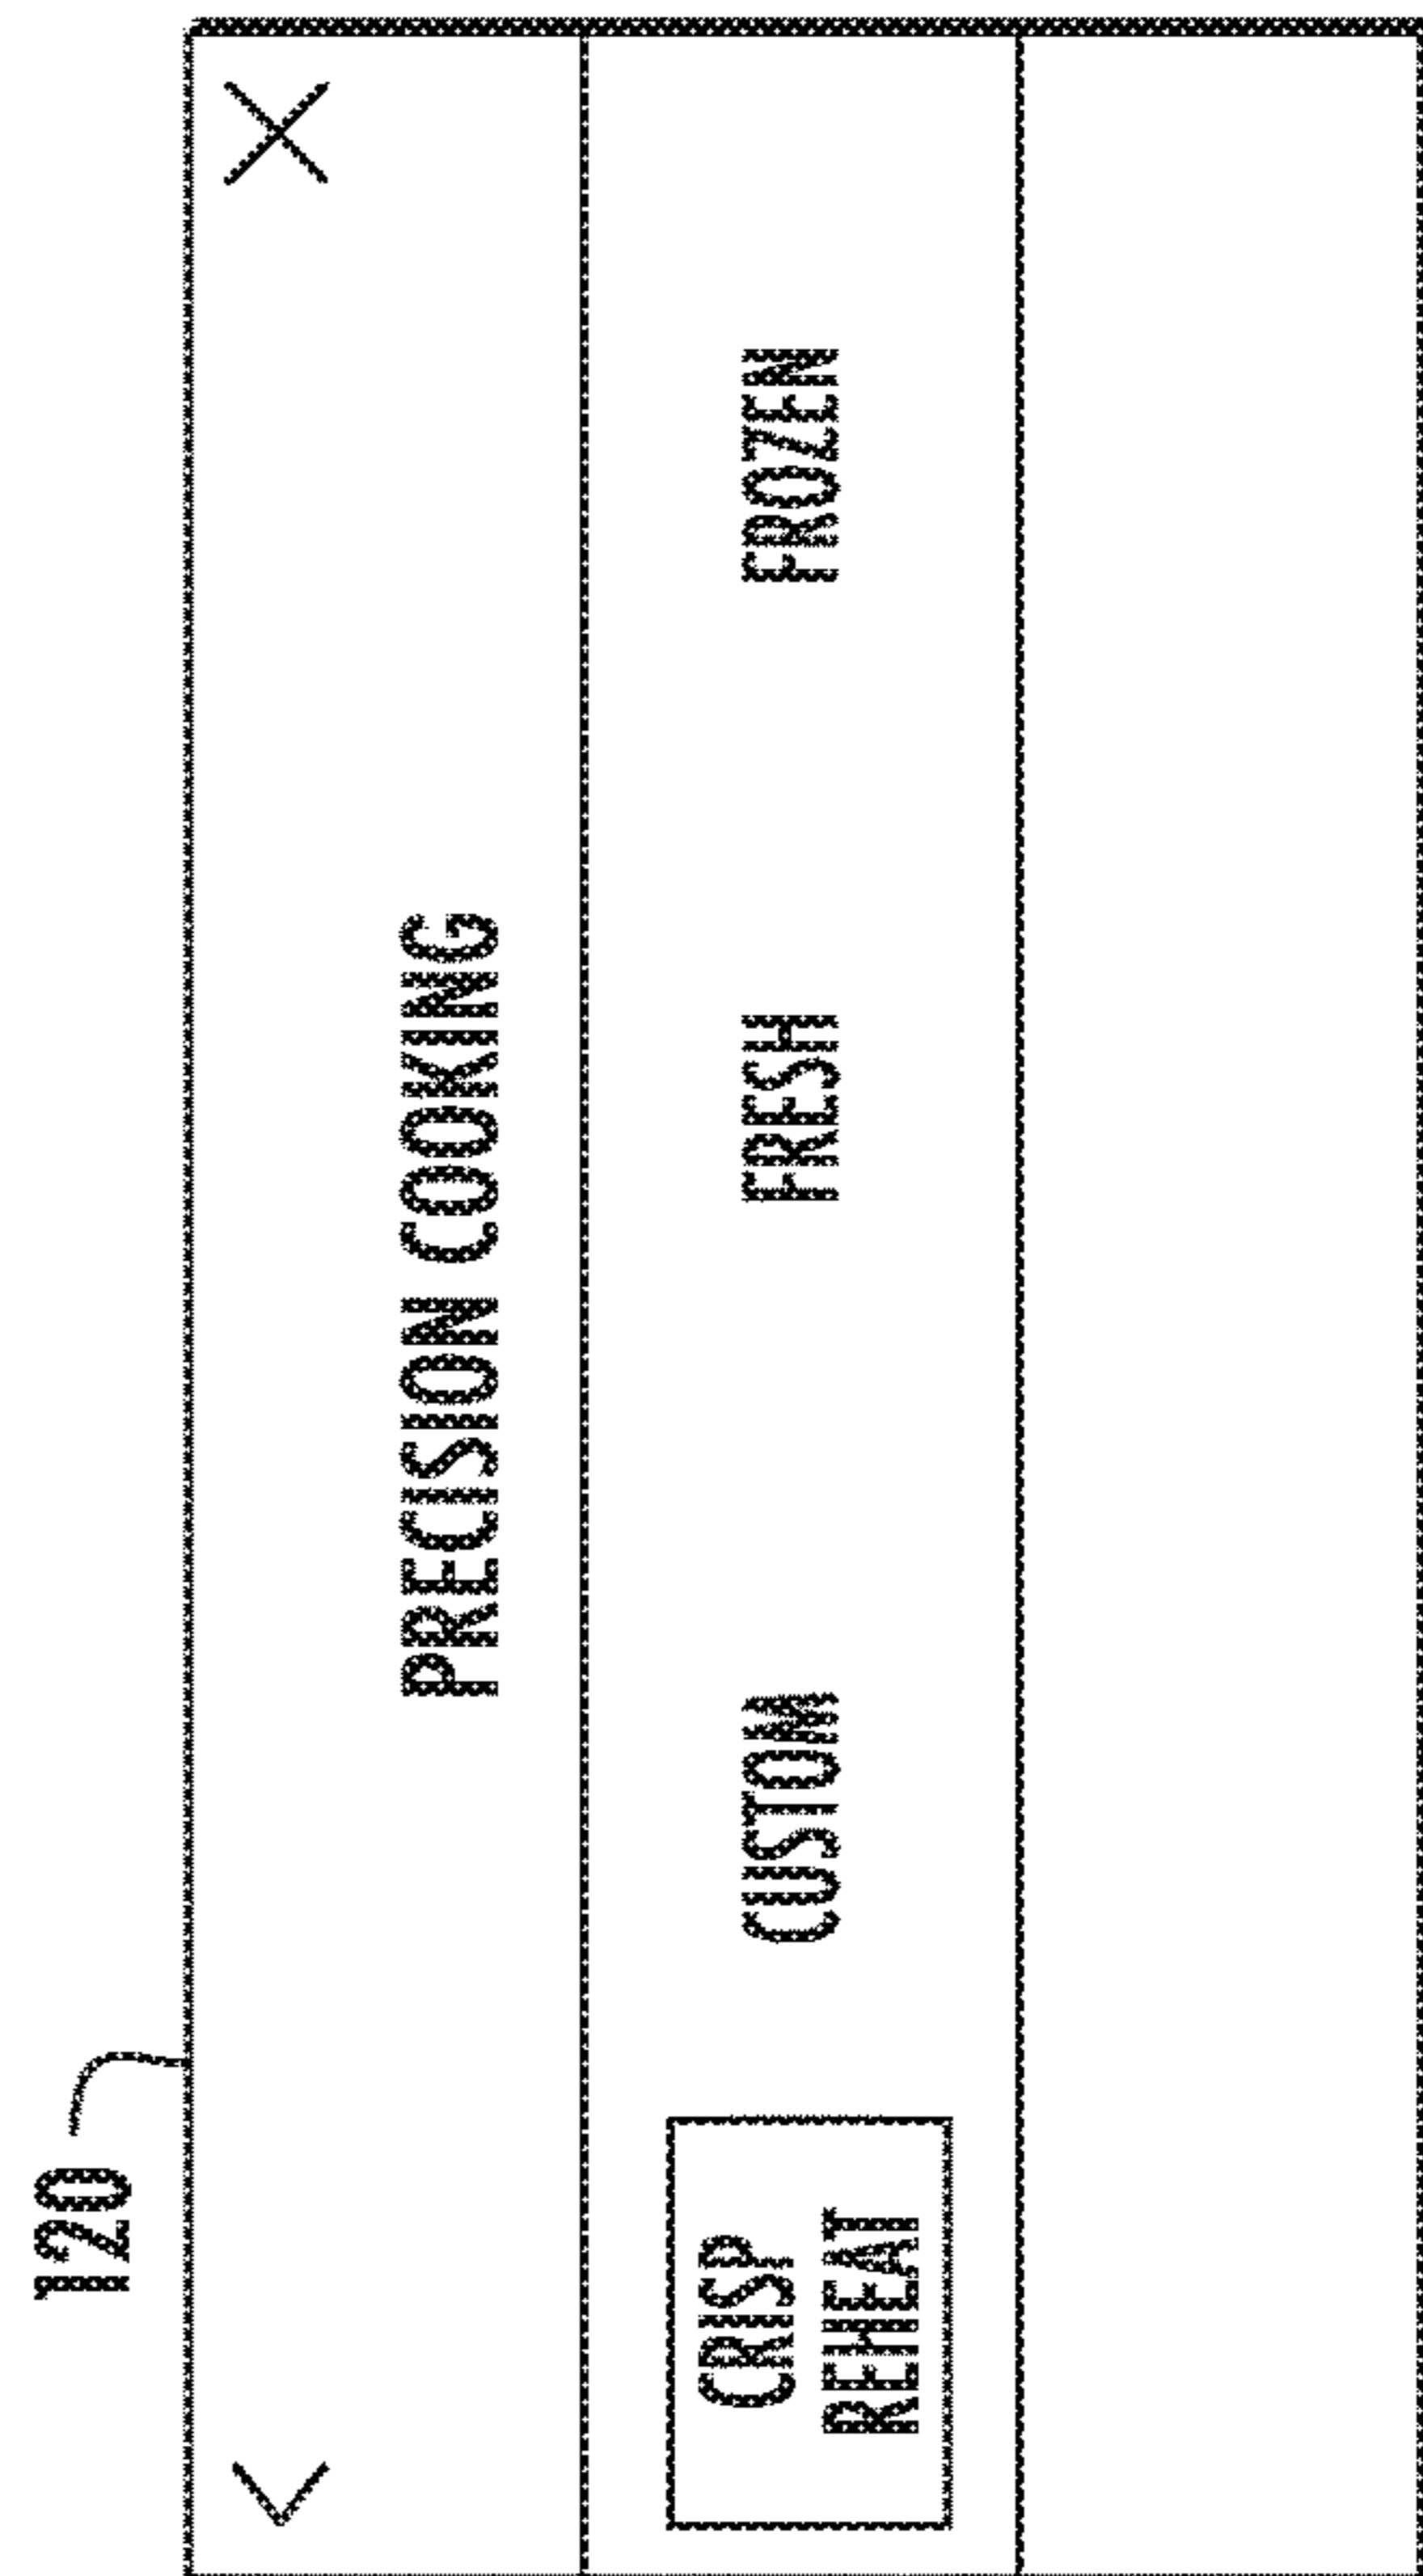 120
PRECISION COOKING
CRISP
REHEAT
CUSTOM
FRESH
FROZEN